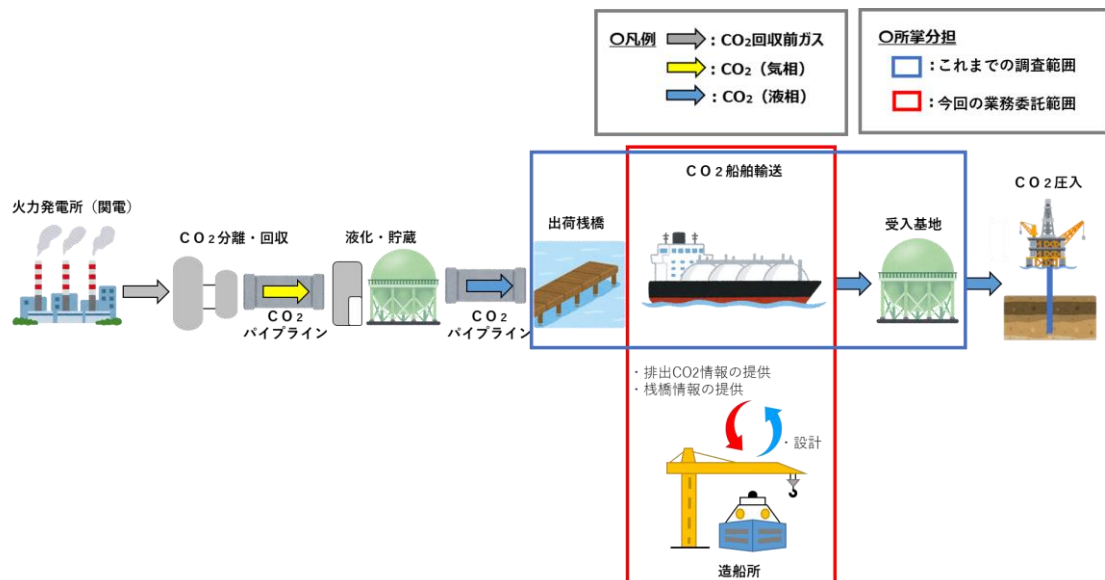 〇凡例
：CO₂回収前ガス
：CO₂（気相）
：CO₂（液相）
〇所掌分担
：これまでの調査範囲
：今回の業務委託範囲
火力発電所（関電）
ＣＯ２分離・回収
CO２
パイプライン
液化・貯蔵
CO２
パイプライン
出荷桟橋
ＣＯ２船舶輸送
受入基地
ＣＯ２圧入
・排出CO2情報の提供
・桟橋情報の提供
・設計
造船所